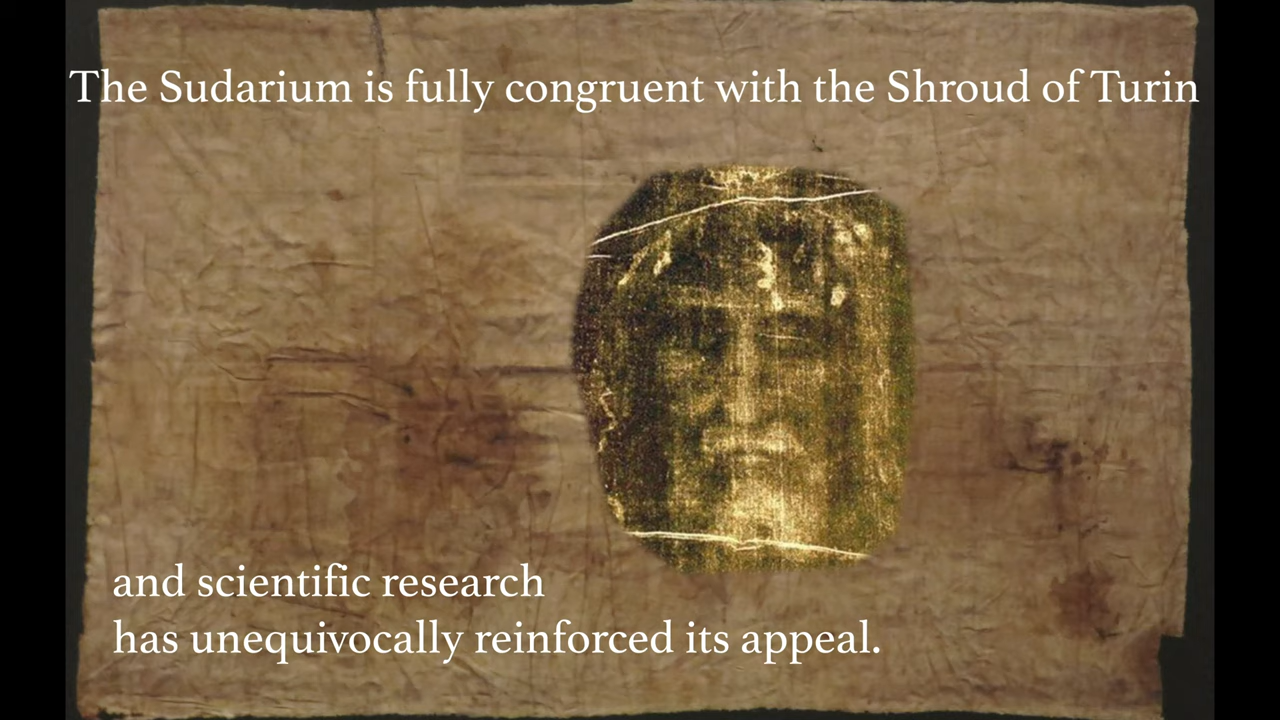 The Sudarium is fully congruent with the Shroud of Turin
and scientific research
has unequivocally reinforced its appeal.